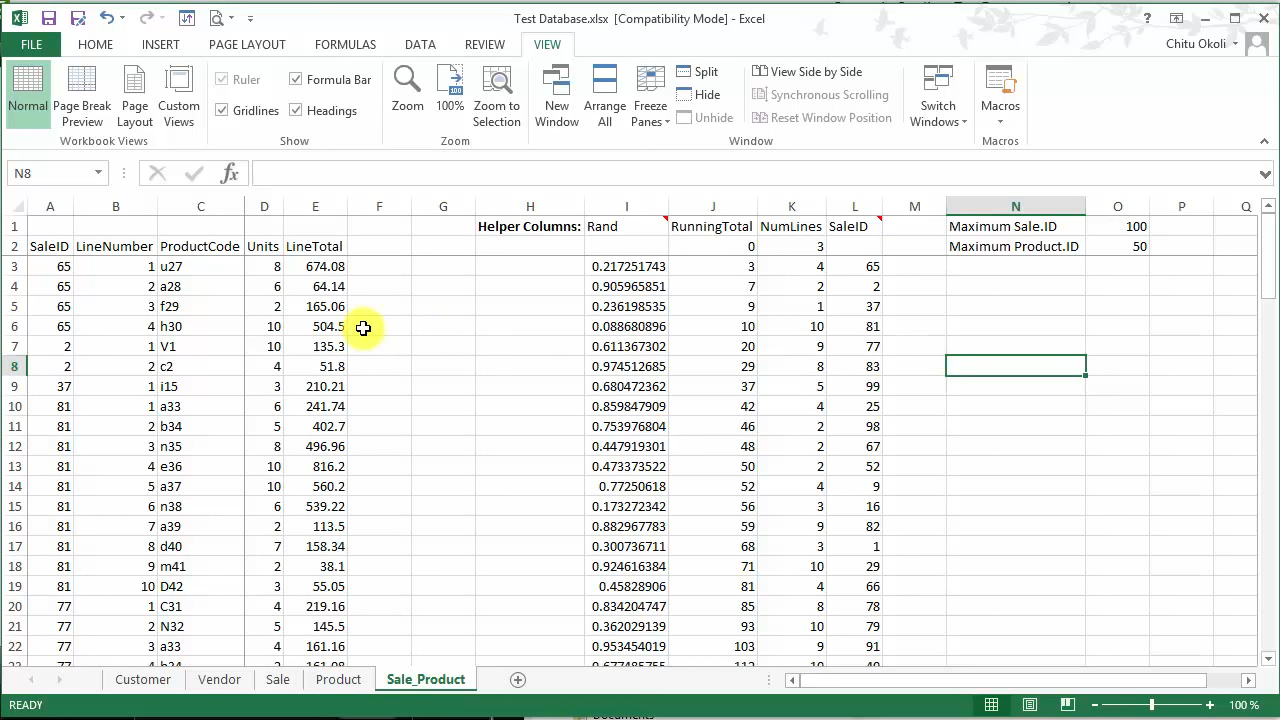 Test Database.xlsx [Compatibility Mode] - Excel
FILE HOME INSERT PAGE LAYOUT FORMULAS DATA REVIEW VIEW Chitu Okoli
Normal Page Break Preview Page Layout Custom Views
Workbook Views
Ruler Formula Bar
Gridlines Headings
Show
Zoom 100% Zoom to Selection
Zoom
New Window Arrange All Freeze Panes
Split
Hide
Unhide
View Side by Side
Synchronous Scrolling
Reset Window Position
Switch Windows
Window
Macros
Macros
N8 fx
A B C D E F G H I J K L M N O P Q
1 Helper Columns: Rand RunningTotal NumLines SaleID Maximum Sale.ID 100
2 SaleID LineNumber ProductCode Units LineTotal 0 3 Maximum Product.ID 50
3 65 1 u27 8 674.08 0.217251743 3 4 65
4 65 2 a28 6 64.14 0.905965851 7 2 2
5 65 3 f29 2 165.06 0.236198535 9 1 37
6 65 4 h30 10 504.5 0.088680896 10 10 81
7 2 1 V1 10 135.3 0.611367302 20 9 77
8 2 2 c2 4 51.8 0.974512685 29 8 83
9 37 1 i15 3 210.21 0.680472362 37 5 99
10 81 1 a33 6 241.74 0.859847909 42 4 25
11 81 2 b34 5 402.7 0.753976804 46 2 98
12 81 3 n35 8 496.96 0.447919301 48 2 67
13 81 4 e36 10 816.2 0.473373522 50 2 52
14 81 5 a37 10 560.2 0.77250618 52 4 9
15 81 6 n38 6 539.22 0.173272342 56 3 16
16 81 7 a39 2 113.5 0.882967783 59 9 82
17 81 8 d40 7 158.34 0.300736711 68 3 1
18 81 9 m41 2 38.1 0.924616384 71 10 29
19 81 10 D42 3 55.05 0.45828906 81 4 66
20 77 1 C31 4 219.16 0.834204747 85 8 78
21 77 2 N32 5 145.5 0.362029139 93 10 79
22 77 3 a33 4 161.16 0.953454019 103 9 91
Customer Vendor Sale Product Sale_Product
READY 100 %